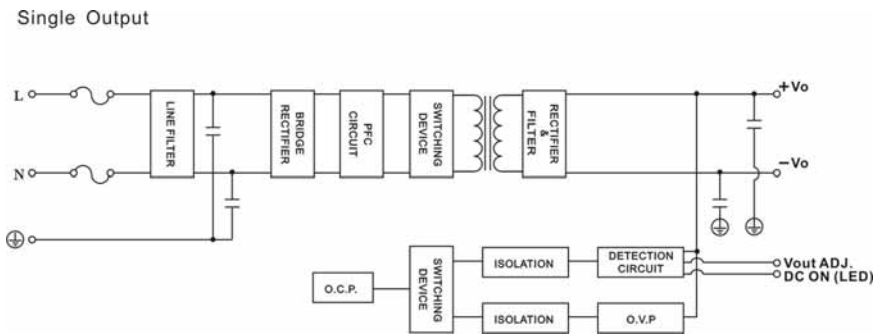 Single Output
L
N
LINE FILTER
BRIDGE
RECTIFIER
PFC
CIRCUIT
SWITCHING
DEVICE
RECTIFIER
&
FILTER
+Vo
-Vo
O.C.P.
SWITCHING
DEVICE
ISOLATION
DETECTION
CIRCUIT
Vout ADJ.
DC ON (LED)
ISOLATION
O.V.P